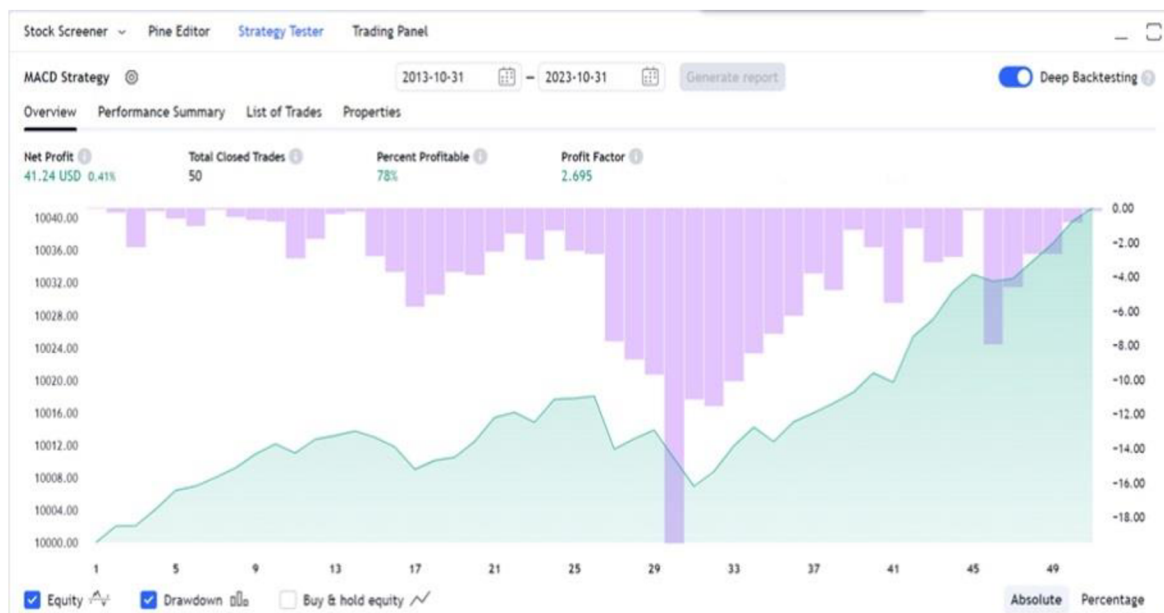 Stock Screener Pine Editor Strategy Tester Trading Panel
MACD Strategy 2013-10-31 – 2023-10-31 Generate report Deep Backtesting
Overview Performance Summary List of Trades Properties
Net Profit Total Closed Trades Percent Profitable Profit Factor
41.24 USD 0.41% 50 78% 2.695
10040.00 0.00
10036.00 -2.00
10032.00 -4.00
10028.00 -6.00
10024.00 -8.00
10020.00 -10.00
10016.00 -12.00
10012.00 -14.00
10008.00 -16.00
10004.00 -18.00
10000.00
1 5 9 13 17 21 25 29 33 37 41 45 49
Equity Drawdown Buy & hold equity Absolute Percentage